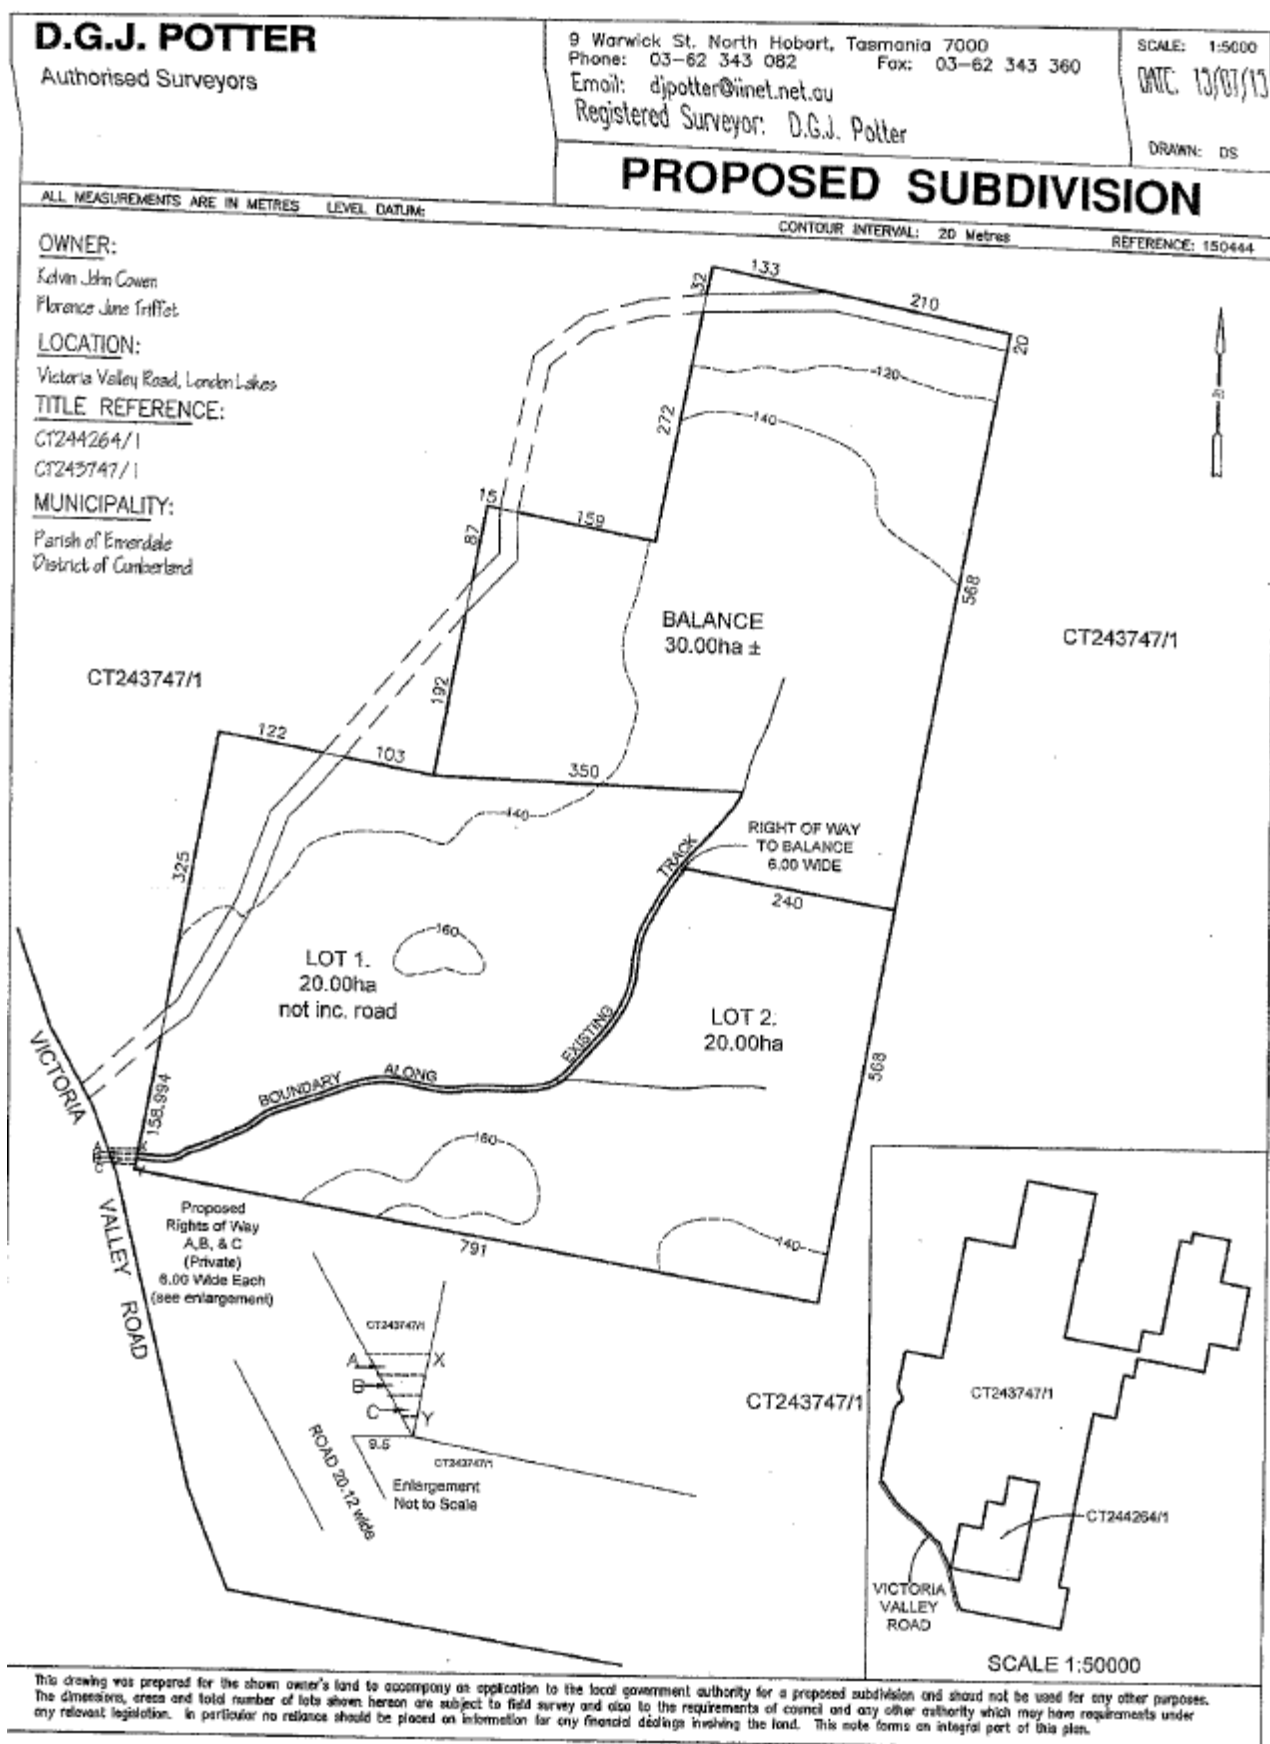 D.G.J. POTTER
Authorised Surveyors
9 Warwick St. North Hobart, Tasmania 7000
Phone: 03-62 343 082 Fax: 03-62 343 360
Email: djpotter@iinet.net.au
Registered Surveyor: D.G.J. Potter
SCALE: 1:5000
DATE: 13/07/13
DRAWN: DS
PROPOSED SUBDIVISION
ALL MEASUREMENTS ARE IN METRES LEVEL DATUM:
CONTOUR INTERVAL: 20 Metres
REFERENCE: 150444
OWNER:
Kelvin John Cowen
Florence June Triffet
LOCATION:
Victoria Valley Road, London Lakes
TITLE REFERENCE:
CT244264/1
CT243747/1
MUNICIPALITY:
Parish of Emerdale
District of Cumberland
32
133
210
20
120
140
272
15
159
87
568
BALANCE
30.00ha ±
CT243747/1
CT243747/1
192
122
103
350
140
RIGHT OF WAY
TO BALANCE
6.00 WIDE
TRACK
325
240
160
LOT 1.
20.00ha
not inc. road
LOT 2.
20.00ha
EXISTING
ALONG
BOUNDARY
568
158.994
VICTORIA
VALLEY
ROAD
160
140
791
Proposed
Rights of Way
A,B, & C
(Private)
6.00 Wide Each
(see enlargement)
CT243747/1
A
X
B
C
Y
9.5
CT243747/1
ROAD 20.12 wide
Enlargement
Not to Scale
CT243747/1
CT243747/1
CT244264/1
VICTORIA
VALLEY
ROAD
SCALE 1:50000
This drawing was prepared for the shown owner's land to accompany an application to the local government authority for a proposed subdivision and shoud not be used for any other purposes.
The dimensions, areas and total number of lots shown hereon are subject to field survey and also to the requirements of council and any other authority which may have requirements under
any relevant legislation. In particular no reliance should be placed on information for any financial dealings involving the land. This note forms an integral part of this plan.